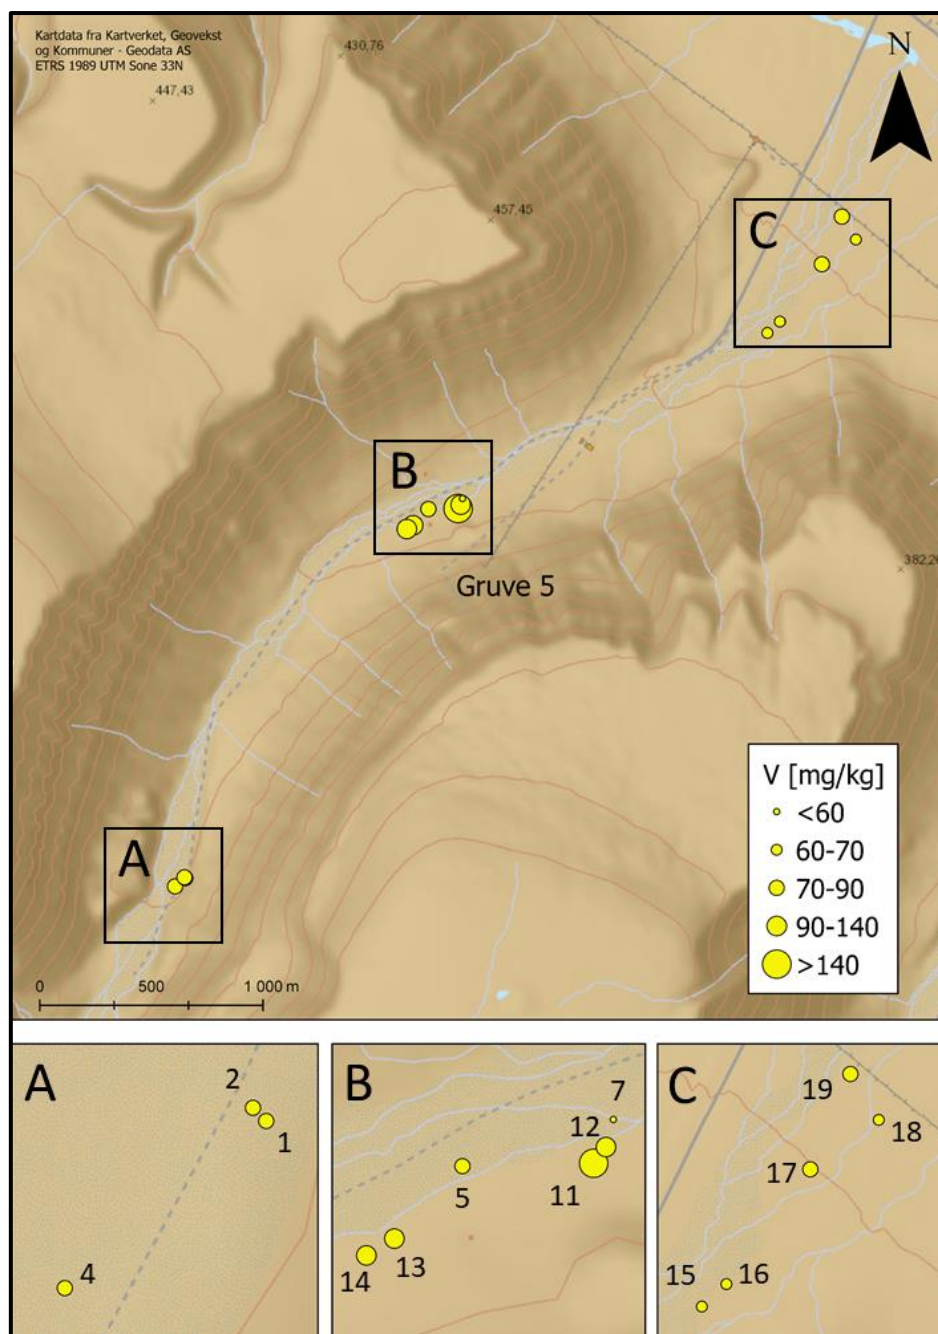 Kartdata fra Kartverket, Geovekst
og Kommuner - Geodata AS
ETRS 1989 UTM Sone 33N
430,76
447,43
N
457,45
C
B
Gruve 5
382,26
A
V [mg/kg]
<60
60-70
70-90
90-140
>140
0 500 1 000 m
A
2
1
4
B
7
12
5
11
13
14
C
19
18
17
15 16